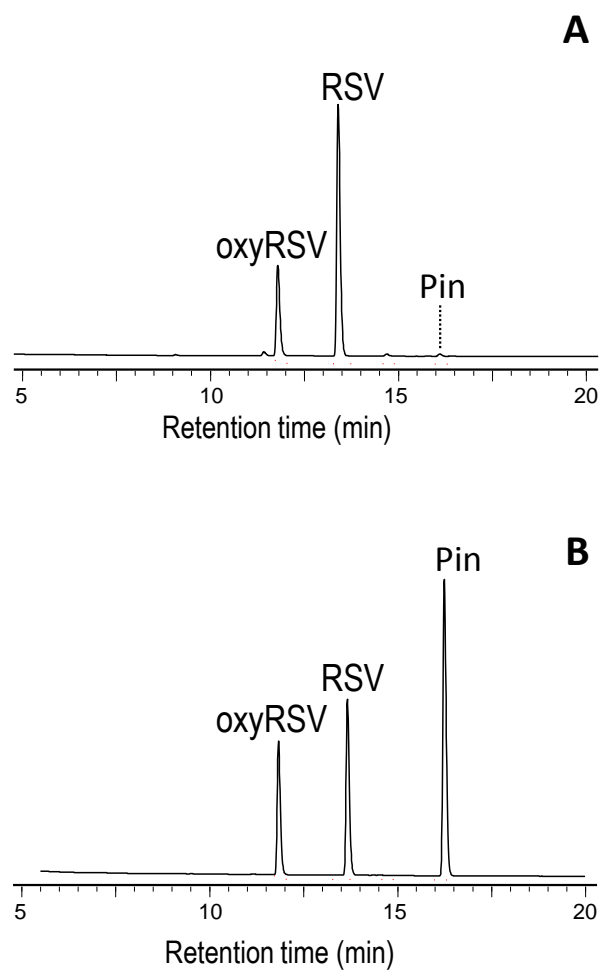 A
RSV
oxyRSV
Pin
5 10 15 20
Retention time (min)
B
Pin
RSV
oxyRSV
5 10 15 20
Retention time (min)